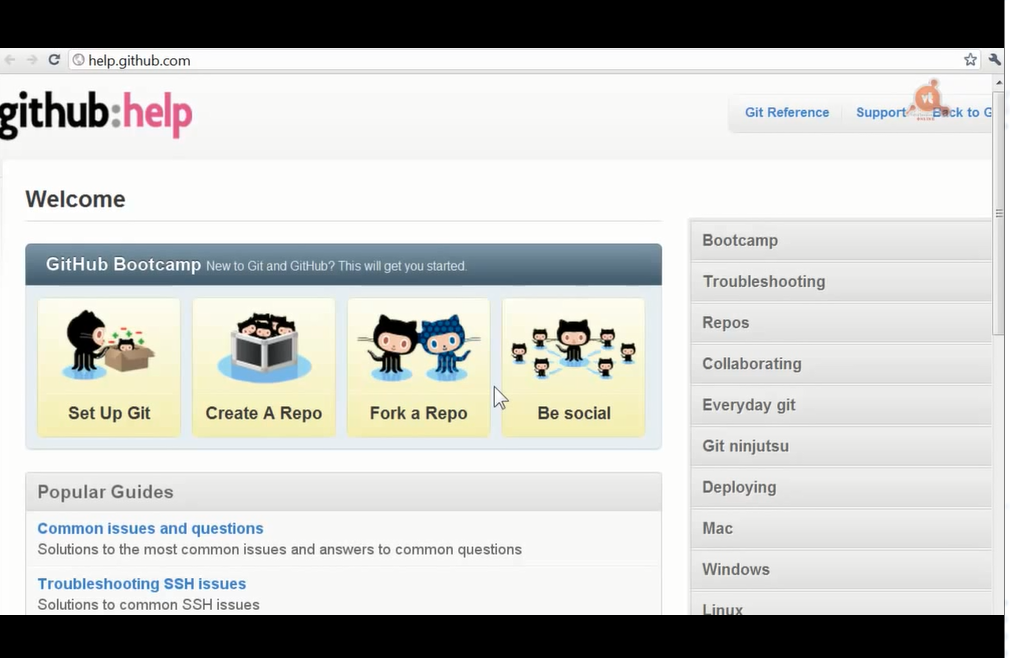 help.github.com
github:help
Git Reference Support Back to G
Welcome
GitHub Bootcamp New to Git and GitHub? This will get you started.
Set Up Git Create A Repo Fork a Repo Be social
Popular Guides
Common issues and questions
Solutions to the most common issues and answers to common questions
Troubleshooting SSH issues
Solutions to common SSH issues
Bootcamp
Troubleshooting
Repos
Collaborating
Everyday git
Git ninjutsu
Deploying
Mac
Windows
Linux
vt